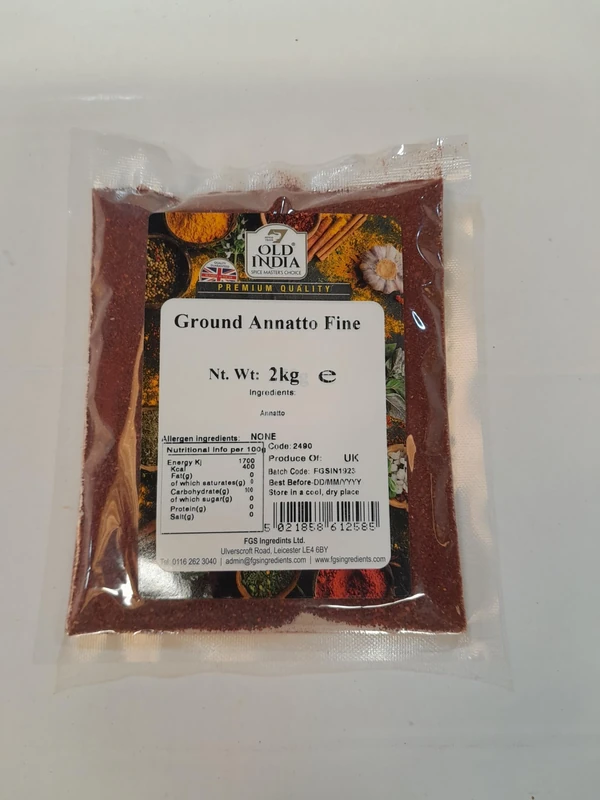 OLD
INDIA
SPICE MASTER'S CHOICE
PREMIUM QUALITY
Ground Annatto Fine
Nt. Wt: 2kg e
Ingredients:
Annatto
Allergen Ingredients: NONE
Nutritional Info per 100g
Energy Kj 1700
Kcal 400
Fat(g) 0
of which saturates(g) 0
Carbohydrate(g) 100
of which sugar(g) 0
Protein(g) 0
Salt(g) 0
Code: 2490
Produce Of: UK
Batch Code: FGSIN1923
Best Before-DD/MM/YYYY
Store in a cool, dry place
5 021858 612585
FGS Ingredints Ltd.
Ulverscroft Road, Leicester LE4 6BY
Tel: 0116 262 3040 | admin@fgsingredients.com | www.fgsingredients.com